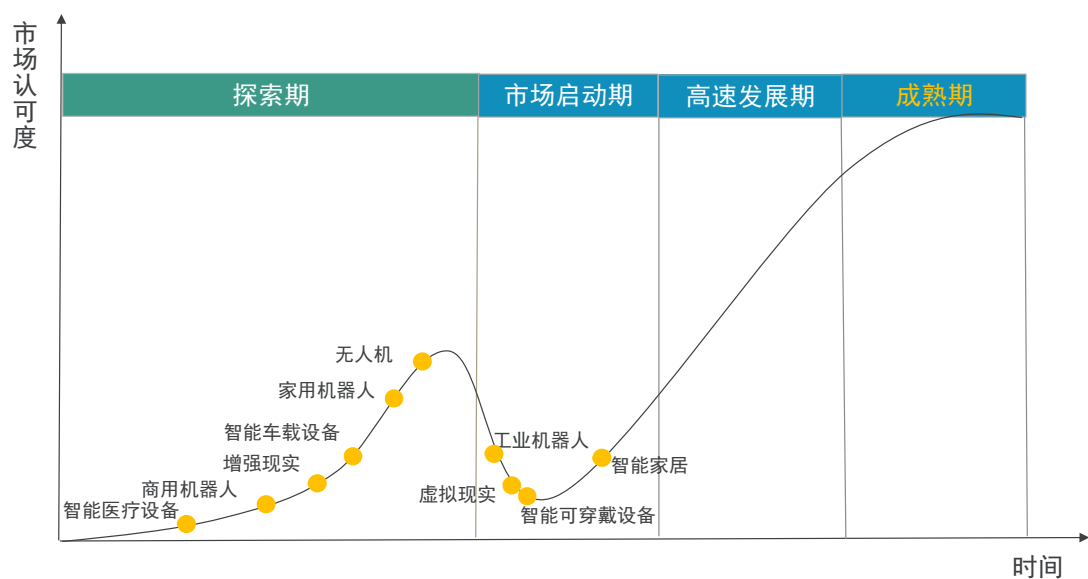 市场认可度
探索期
市场启动期
高速发展期
成熟期
无人机
家用机器人
智能车载设备
增强现实
商用机器人
智能医疗设备
工业机器人
智能家居
虚拟现实
智能可穿戴设备
时间